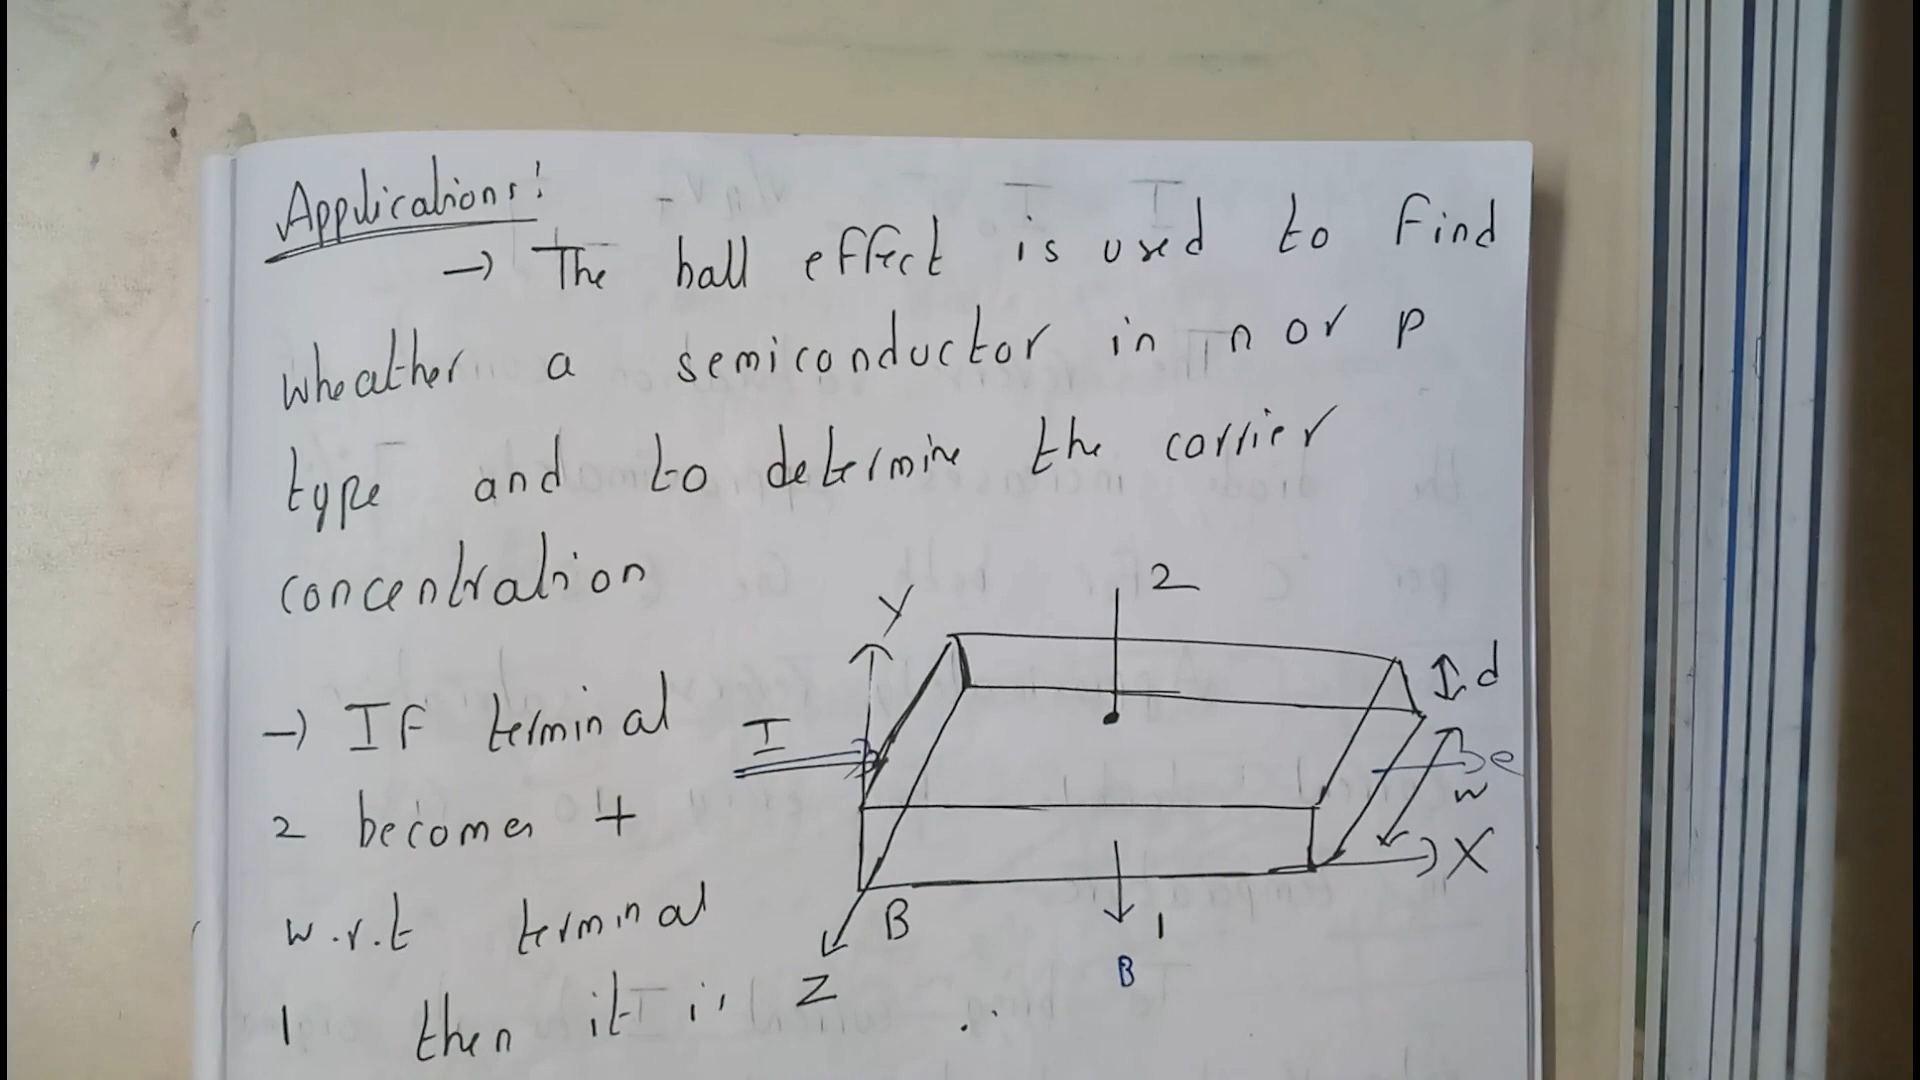 Applications:
→ The hall effect is used to find
wheather a semiconductor in n or p
type and to determine the carrier
concentration
→ If terminal
2 becomes +
w.r.t terminal
1 then it is
Y
2
d
I
e
w
X
B
1
Z
B